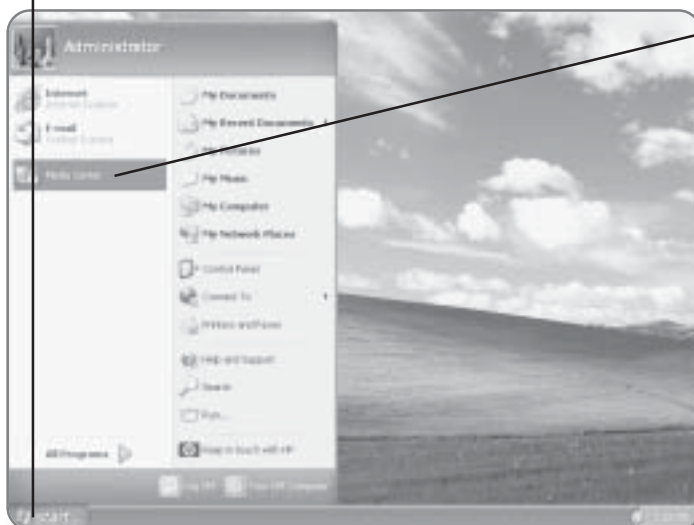 Administrator
Internet
Internet Explorer
E-mail
Outlook Express
Media Center
All Programs
My Documents
My Recent Documents
My Pictures
My Music
My Computer
My Network Places
Control Panel
Connect To
Printers and Faxes
Help and Support
Search
Run...
Keep in touch with HP
Log Off
Turn Off Computer
start